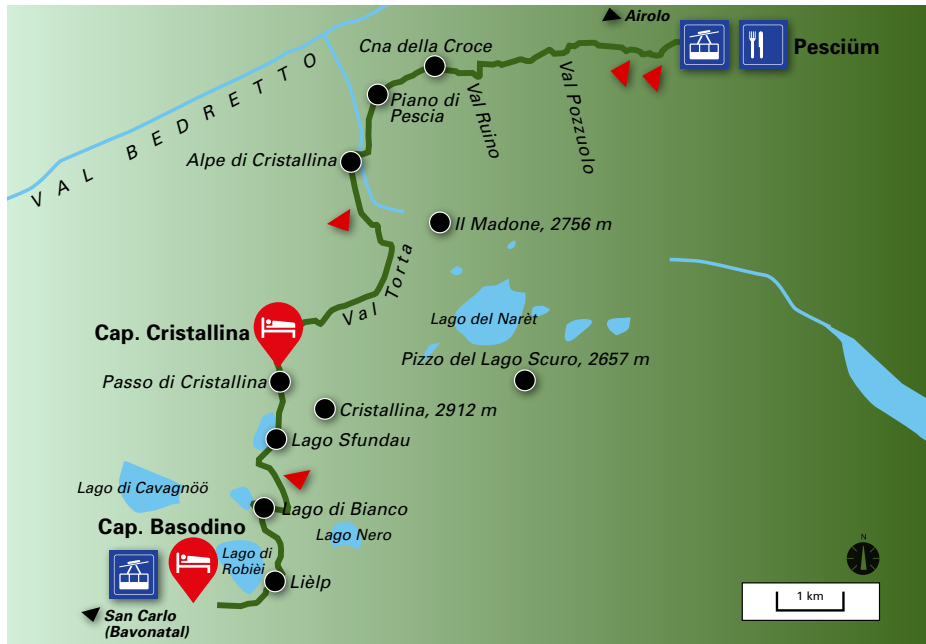 Airolo
Pesciüm
Cna della Croce
VAL BEDRETTO
Piano di
Pescia
Val Ruino
Val Pozzuolo
Alpe di Cristallina
Il Madone, 2756 m
Val Torta
Lago del Narèt
Cap. Cristallina
Pizzo del Lago Scuro, 2657 m
Passo di Cristallina
Cristallina, 2912 m
Lago Sfundau
Lago di Cavagnöö
Lago di Bianco
Cap. Basodino
Lago Nero
Lago di
Robièi
Lièlp
N
1 km
San Carlo
(Bavonatal)